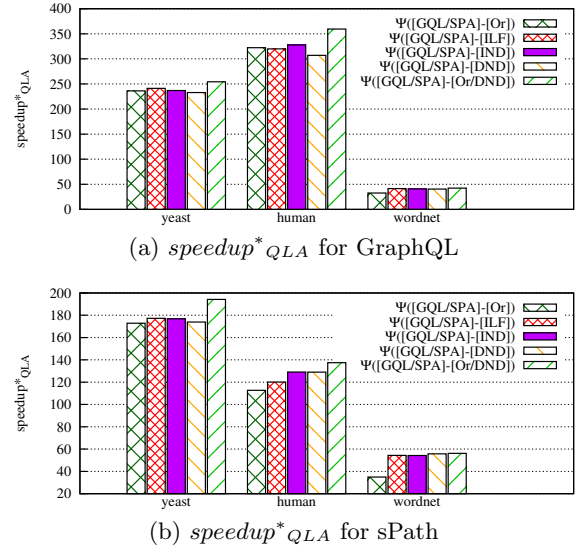 400
350
300
250
200
150
100
50
0
speedup*QLA
Ψ([GQL/SPA]-[Or])
Ψ([GQL/SPA]-[ILF])
Ψ([GQL/SPA]-[IND])
Ψ([GQL/SPA]-[DND])
Ψ([GQL/SPA]-[Or/DND])
yeast human wordnet
(a) speedup*QLA for GraphQL
200
180
160
140
120
100
80
60
40
20
speedup*QLA
Ψ([GQL/SPA]-[Or])
Ψ([GQL/SPA]-[ILF])
Ψ([GQL/SPA]-[IND])
Ψ([GQL/SPA]-[DND])
Ψ([GQL/SPA]-[Or/DND])
yeast human wordnet
(b) speedup*QLA for sPath